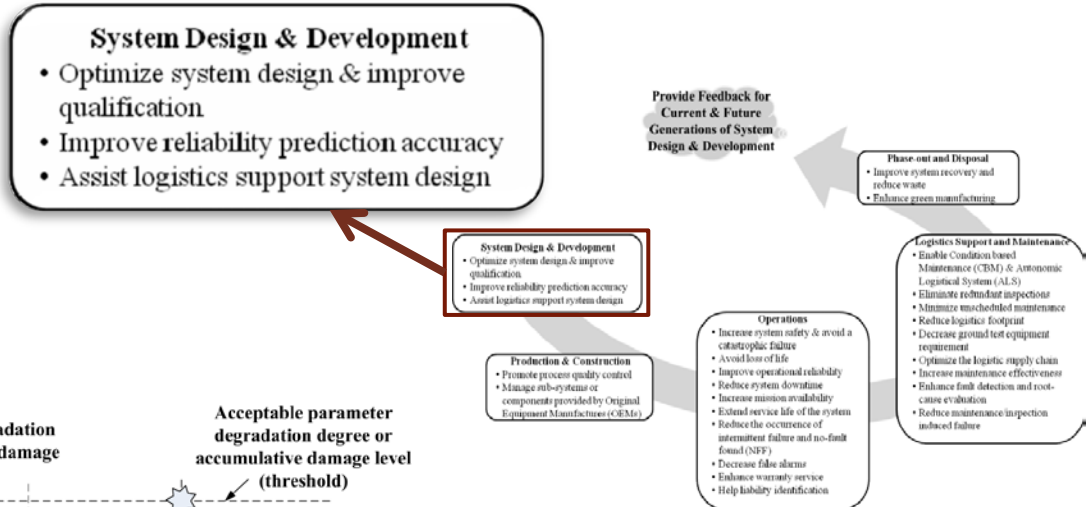 System Design & Development
• Optimize system design & improve
qualification
• Improve reliability prediction accuracy
• Assist logistics support system design
Provide Feedback for
Current & Future
Generations of System
Design & Development
Phase-out and Disposal
• Improve system recovery and
reduce waste
• Enhance green manufacturing
System Design & Development
• Optimize system design & improve
qualification
• Improve reliability prediction accuracy
• Assist logistics support system design
Logistics Support and Maintenance
• Enable Condition based
Maintenance (CBM) & Autonomic
Logistical System (ALS)
• Eliminate redundant inspections
• Minimize unscheduled maintenance
• Reduce logistics footprint
• Decrease ground test equipment
requirement
• Optimize the logistic supply chain
• Increase maintenance effectiveness
• Enhance fault detection and root-
cause evaluation
• Reduce maintenance/inspection
induced failure
Operations
• Increase system safety & avoid a
catastrophic failure
• Avoid loss of life
• Improve operational reliability
• Reduce system downtime
• Increase mission availability
• Extend service life of the system
• Reduce the occurrence of
intermittent failure and no-fault
found (NFF)
• Decrease false alarms
• Enhance warranty service
• Help liability identification
Production & Construction
• Promote process quality control
• Manage sub-systems or
components provided by Original
Equipment Manufactures (OEMs)
adation
damage
Acceptable parameter
degradation degree or
accumulative damage level
(threshold)